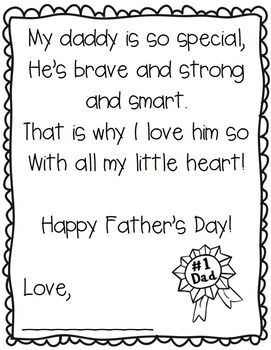 My daddy is so special,
He's brave and strong
and smart.
That is why I love him so
With all my little heart!
Happy Father's Day!
#1
Dad
Love,